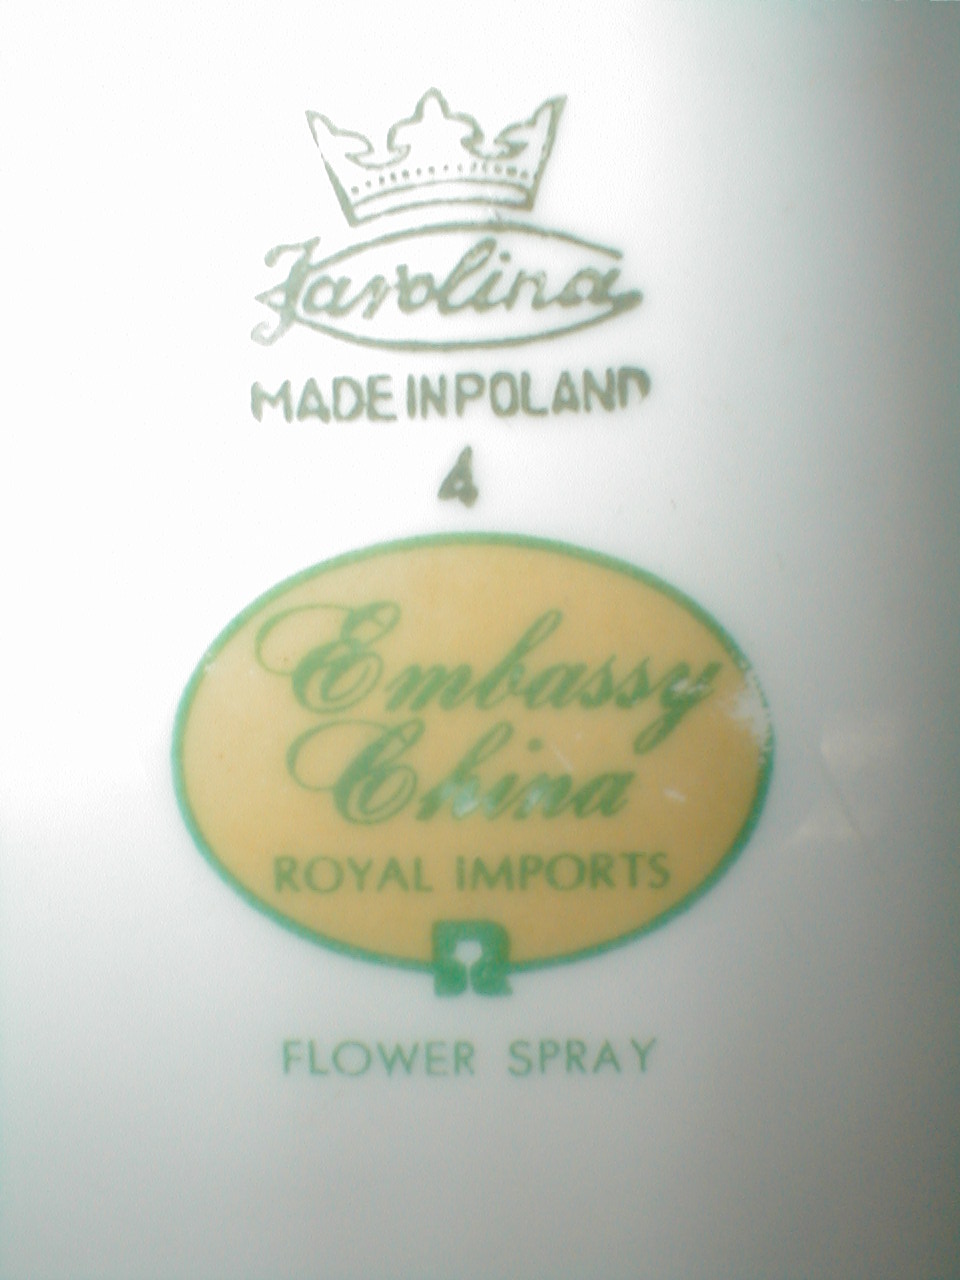 Karolina
MADE IN POLAND
4
Embassy
China
ROYAL IMPORTS
R
FLOWER SPRAY